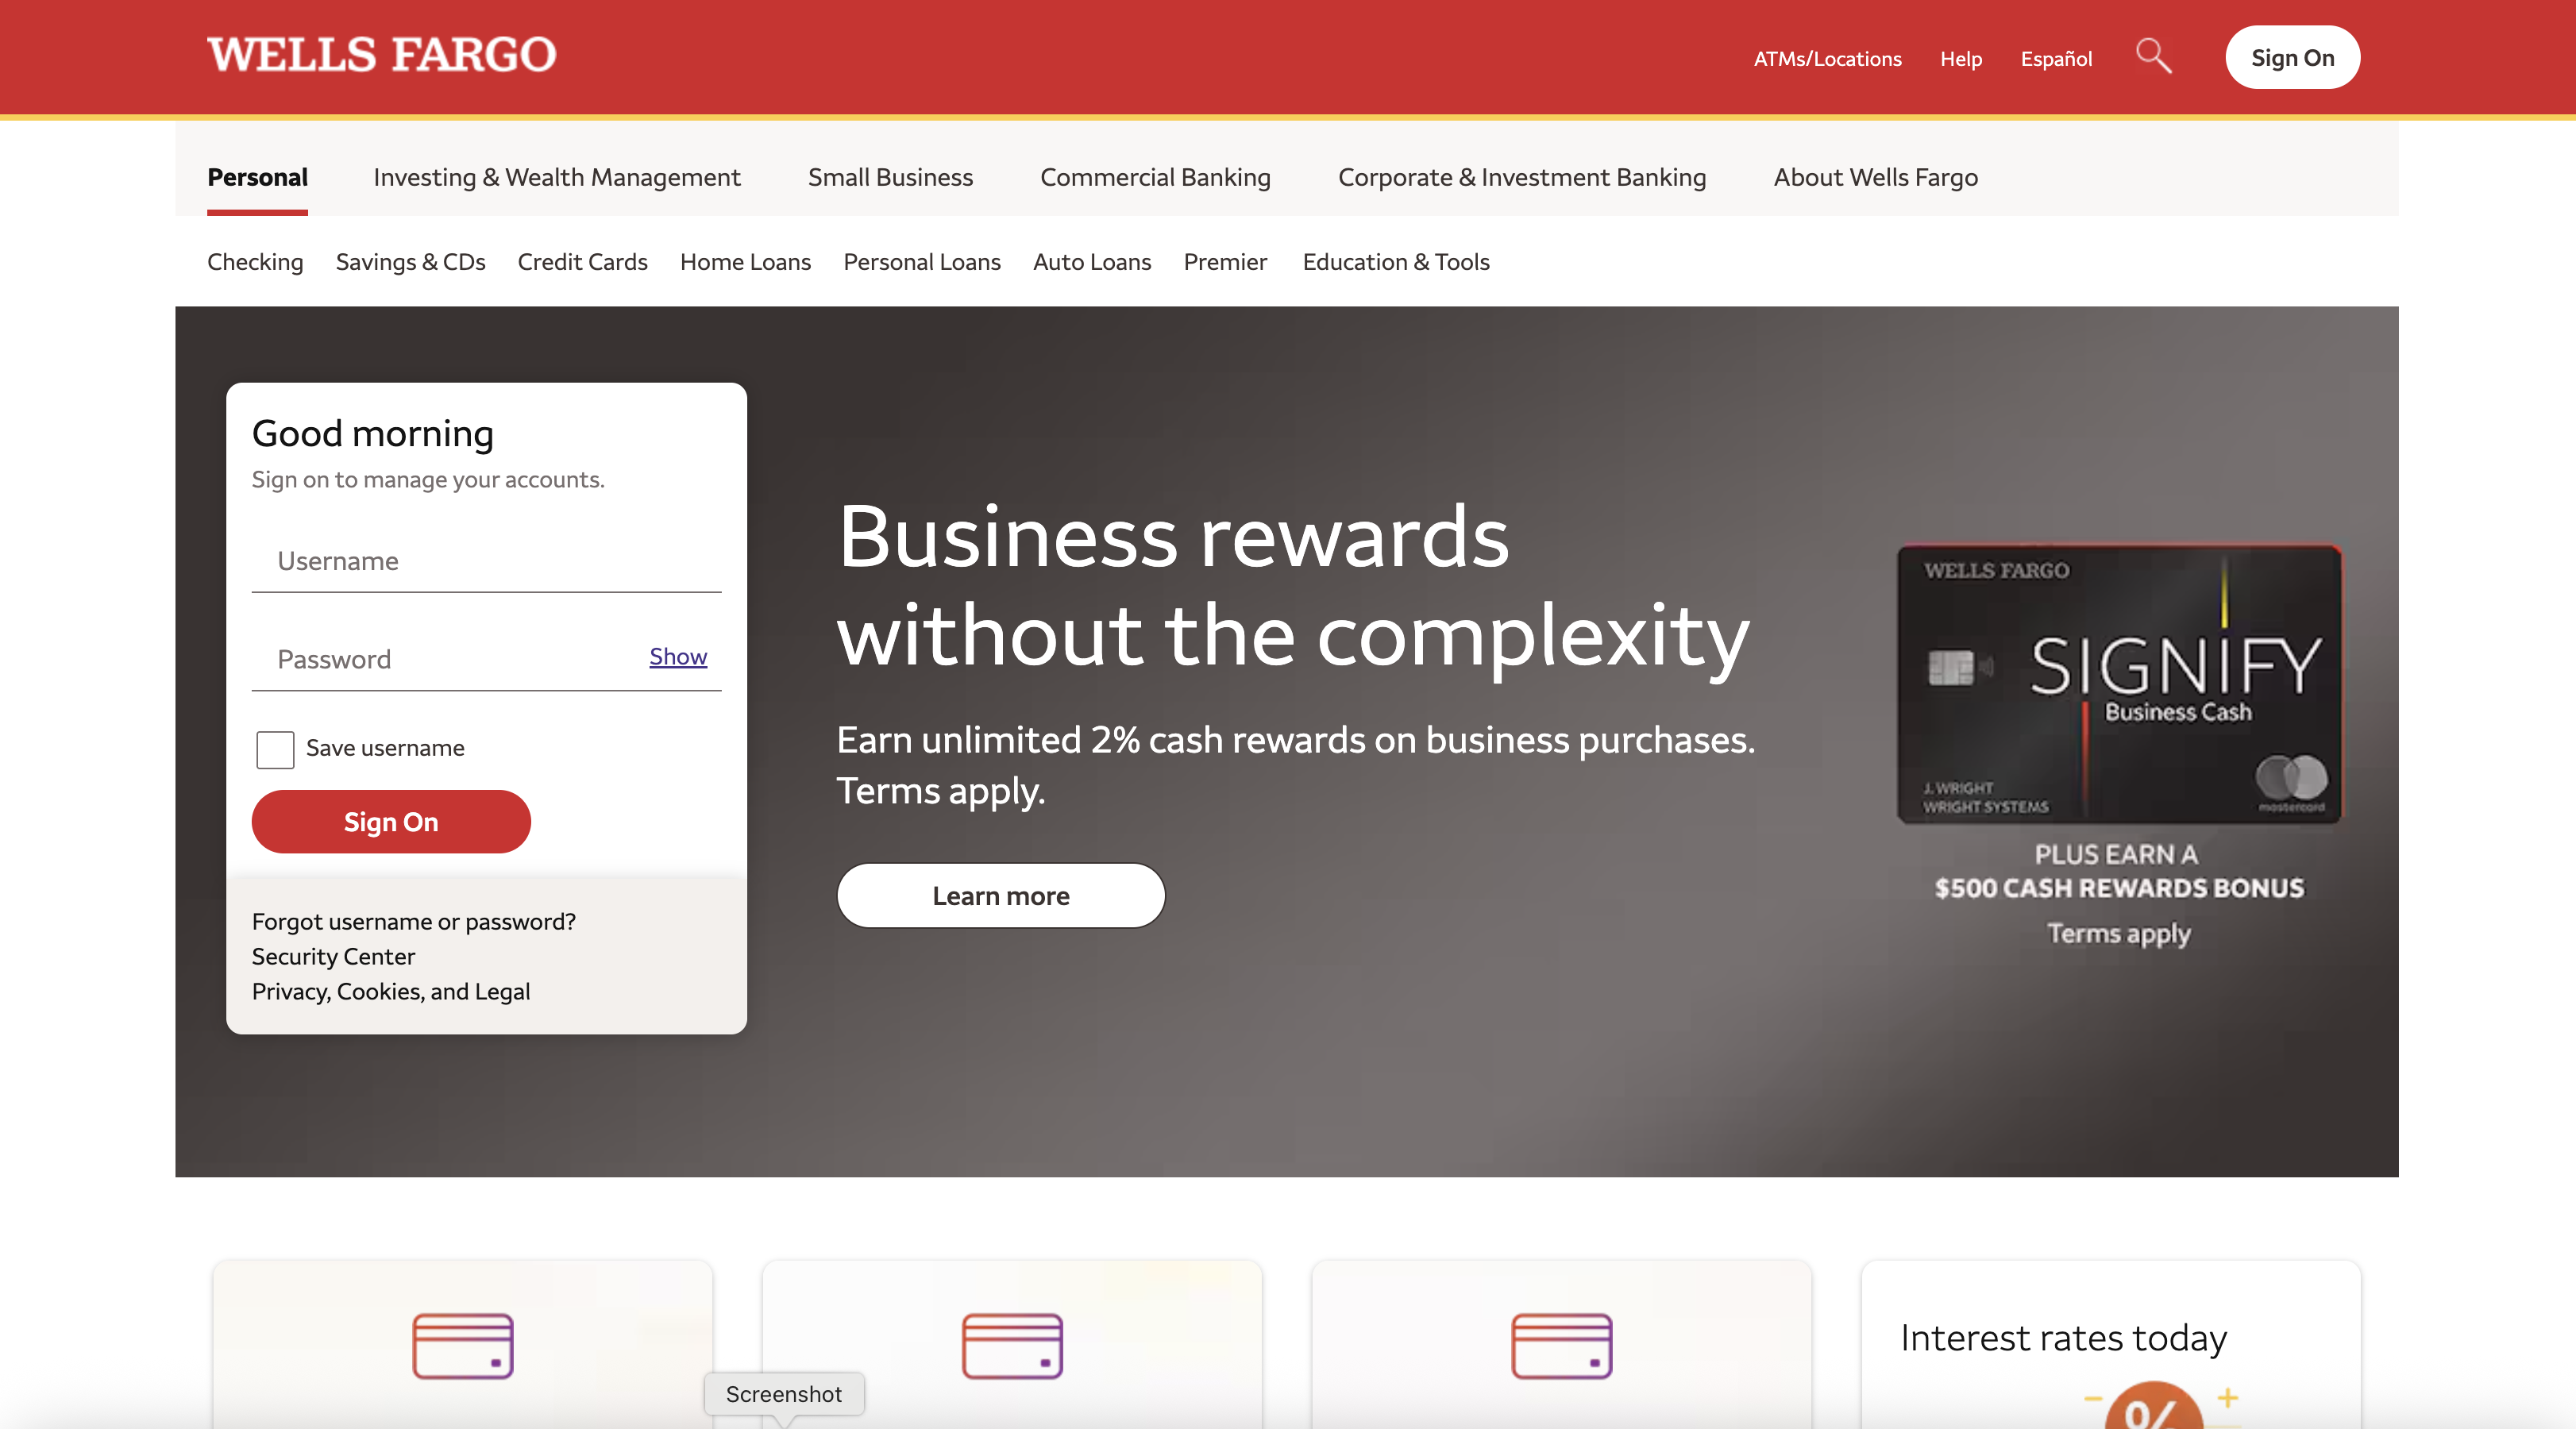 WELLS FARGO
ATMs/Locations Help Español Sign On
Personal Investing & Wealth Management Small Business Commercial Banking Corporate & Investment Banking About Wells Fargo
Checking Savings & CDs Credit Cards Home Loans Personal Loans Auto Loans Premier Education & Tools
Good morning
Sign on to manage your accounts.
Username
Password Show
Save username
Sign On
Forgot username or password?
Security Center
Privacy, Cookies, and Legal
Business rewards
without the complexity
Earn unlimited 2% cash rewards on business purchases.
Terms apply.
Learn more
WELLS FARGO
SIGNIFY
Business Cash
J. WRIGHT
WRIGHT SYSTEMS
mastercard
PLUS EARN A
$500 CASH REWARDS BONUS
Terms apply
Interest rates today
%
Screenshot